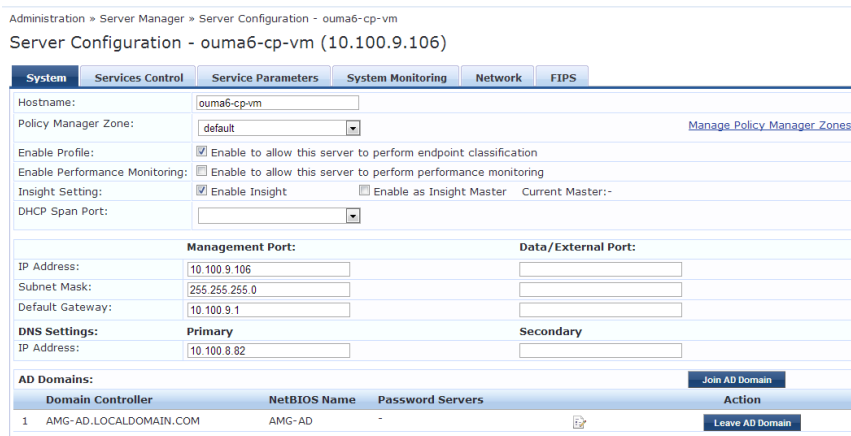 Administration » Server Manager » Server Configuration - ouma6-cp-vm
Server Configuration - ouma6-cp-vm (10.100.9.106)
System Services Control Service Parameters System Monitoring Network FIPS
Hostname: ouma6-cp-vm
Policy Manager Zone: default Manage Policy Manager Zones
Enable Profile: Enable to allow this server to perform endpoint classification
Enable Performance Monitoring: Enable to allow this server to perform performance monitoring
Insight Setting: Enable Insight Enable as Insight Master Current Master:-
DHCP Span Port:
Management Port: Data/External Port:
IP Address: 10.100.9.106
Subnet Mask: 255.255.255.0
Default Gateway: 10.100.9.1
DNS Settings: Primary Secondary
IP Address: 10.100.8.82
AD Domains: Join AD Domain
Domain Controller NetBIOS Name Password Servers Action
1 AMG-AD.LOCALDOMAIN.COM AMG-AD - Leave AD Domain